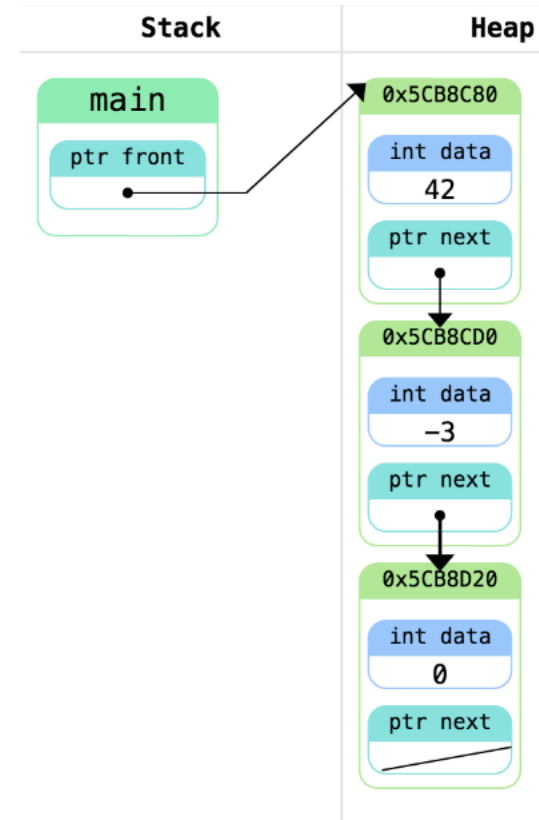 Stack
Heap
main
ptr front
0x5CB8C80
int data
42
ptr next
0x5CB8CD0
int data
-3
ptr next
0x5CB8D20
int data
0
ptr next